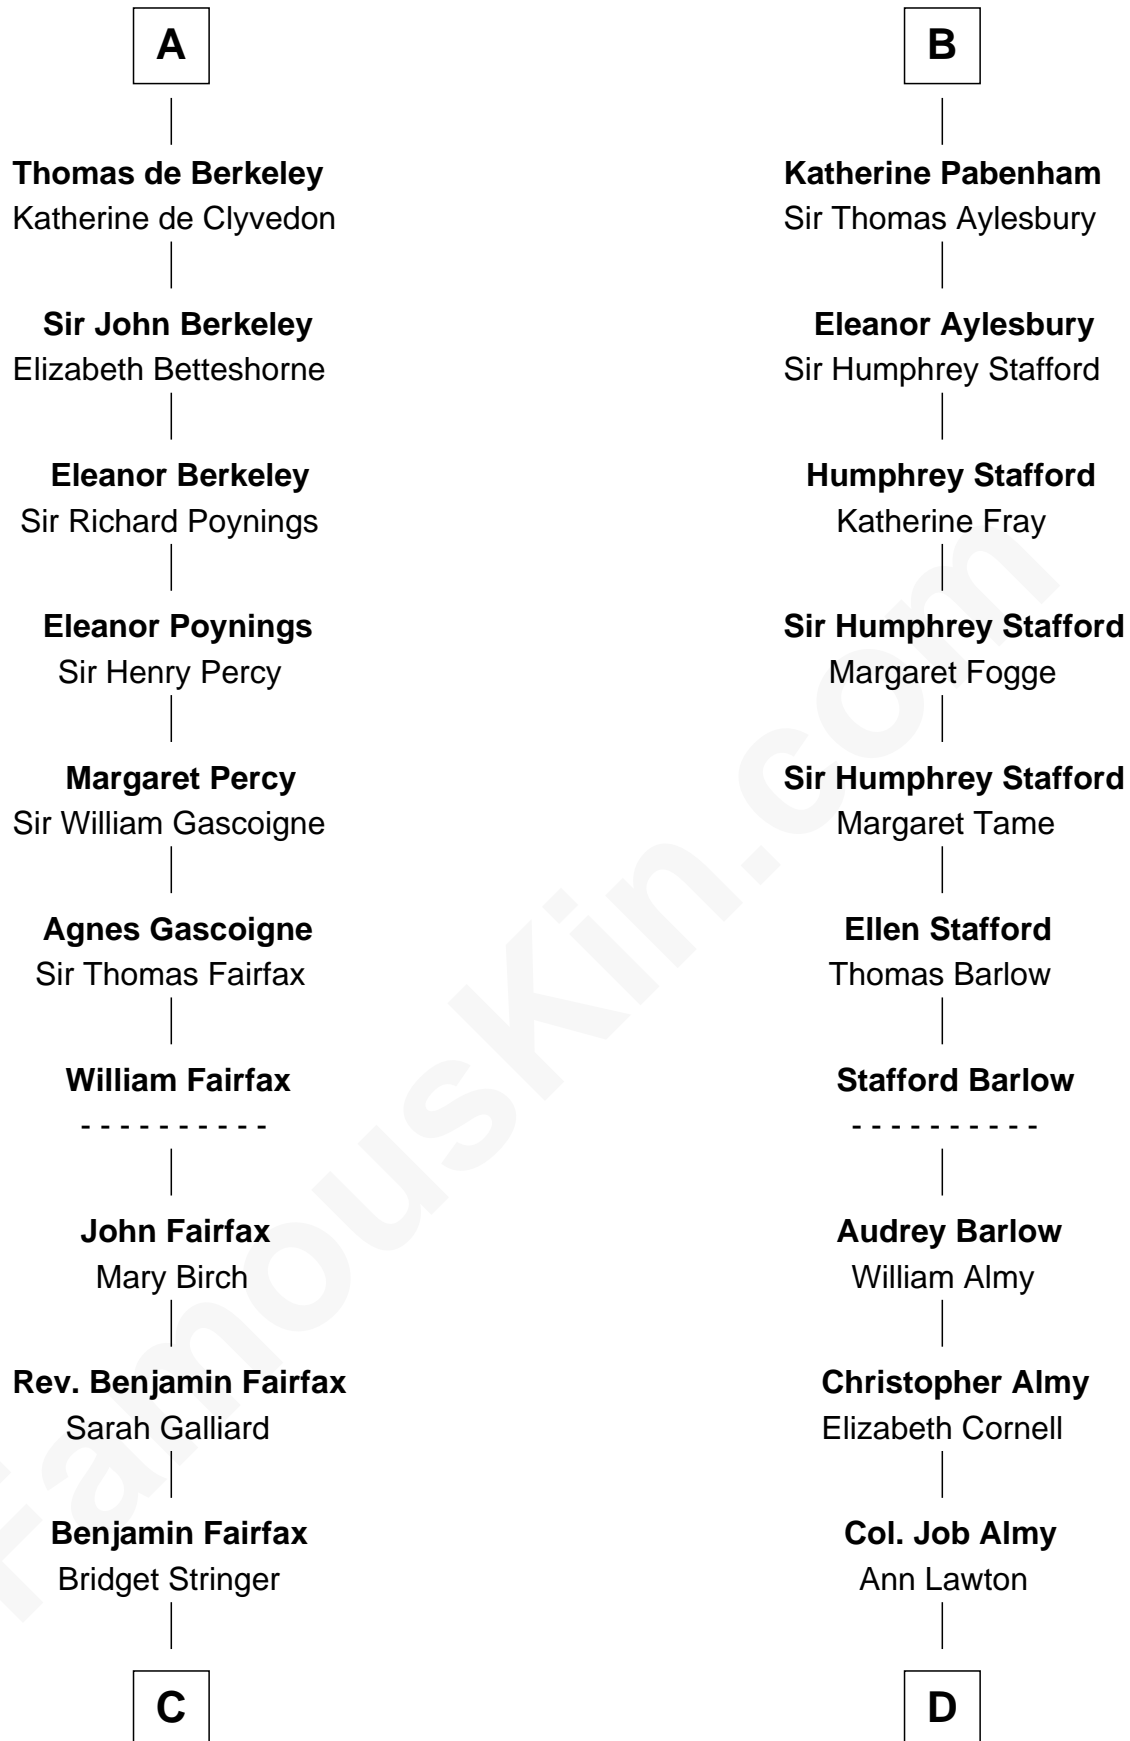 A
Thomas de Berkeley
Katherine de Clyvedon
Sir John Berkeley
Elizabeth Betteshorne
Eleanor Berkeley
Sir Richard Poynings
Eleanor Poynings
Sir Henry Percy
Margaret Percy
Sir William Gascoigne
Agnes Gascoigne
Sir Thomas Fairfax
William Fairfax
- - - - - - - - - -
John Fairfax
Mary Birch
Rev. Benjamin Fairfax
Sarah Galliard
Benjamin Fairfax
Bridget Stringer
C
B
Katherine Pabenham
Sir Thomas Aylesbury
Eleanor Aylesbury
Sir Humphrey Stafford
Humphrey Stafford
Katherine Fray
Sir Humphrey Stafford
Margaret Fogge
Sir Humphrey Stafford
Margaret Tame
Ellen Stafford
Thomas Barlow
Stafford Barlow
- - - - - - - - - -
Audrey Barlow
William Almy
Christopher Almy
Elizabeth Cornell
Col. Job Almy
Ann Lawton
D
FamousKin.com